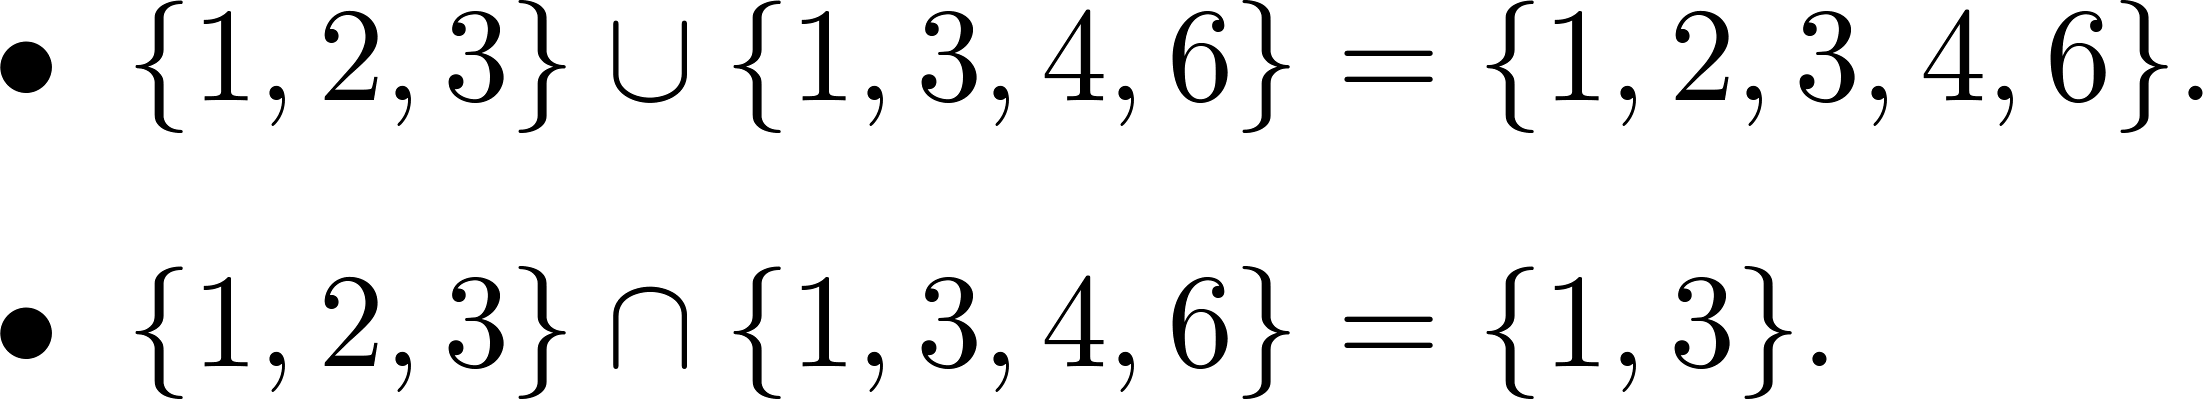 • {1, 2, 3} ∪ {1, 3, 4, 6} = {1, 2, 3, 4, 6}.
• {1, 2, 3} ∩ {1, 3, 4, 6} = {1, 3}.